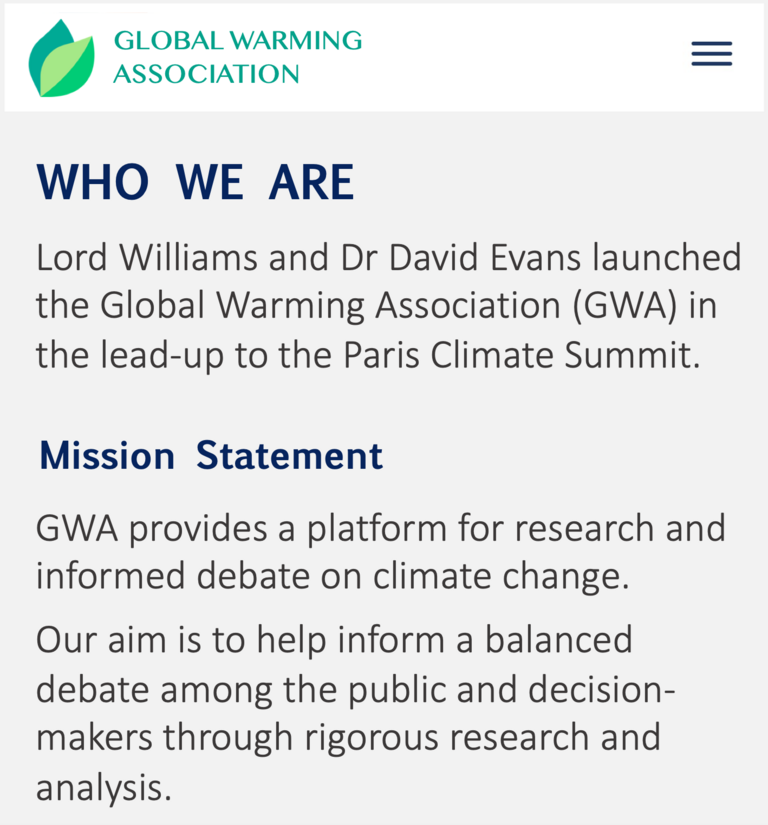 GLOBAL WARMING
ASSOCIATION
WHO WE ARE
Lord Williams and Dr David Evans launched
the Global Warming Association (GWA) in
the lead-up to the Paris Climate Summit.
Mission Statement
GWA provides a platform for research and
informed debate on climate change.
Our aim is to help inform a balanced
debate among the public and decision-
makers through rigorous research and
analysis.